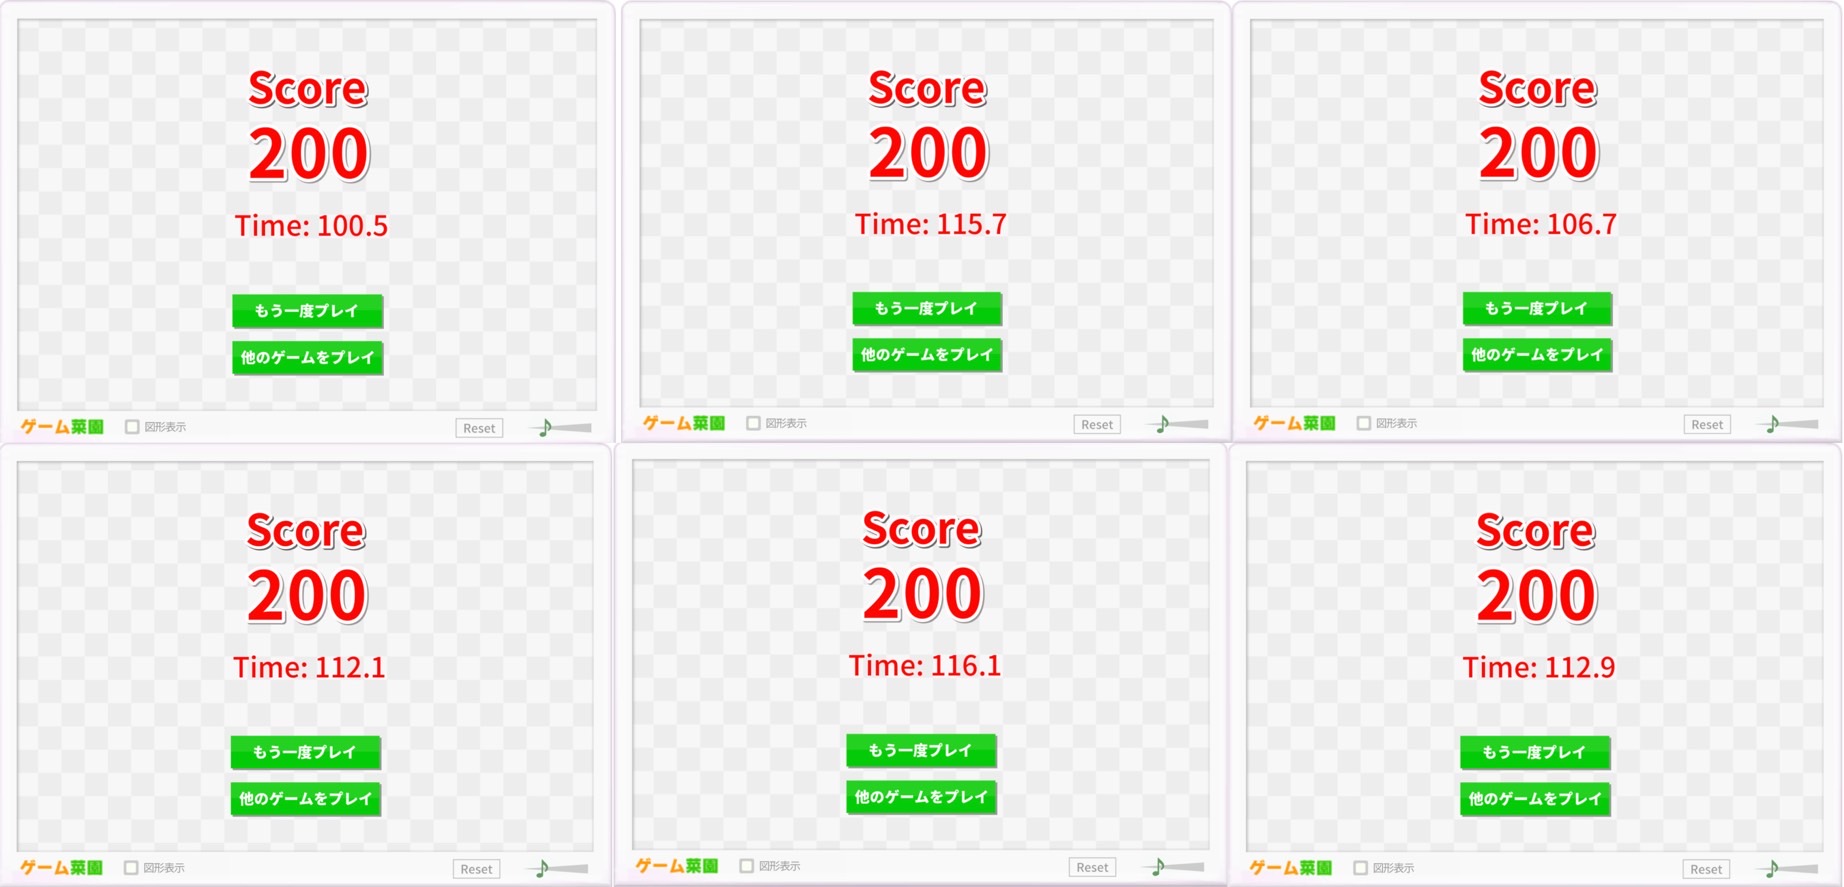 Score
200
Time: 100.5
もう一度プレイ
他のゲームをプレイ
ゲーム菜園
図形表示
Reset
Score
200
Time: 115.7
もう一度プレイ
他のゲームをプレイ
ゲーム菜園
図形表示
Reset
Score
200
Time: 106.7
もう一度プレイ
他のゲームをプレイ
ゲーム菜園
図形表示
Reset
Score
200
Time: 112.1
もう一度プレイ
他のゲームをプレイ
ゲーム菜園
図形表示
Reset
Score
200
Time: 116.1
もう一度プレイ
他のゲームをプレイ
ゲーム菜園
図形表示
Reset
Score
200
Time: 112.9
もう一度プレイ
他のゲームをプレイ
ゲーム菜園
図形表示
Reset